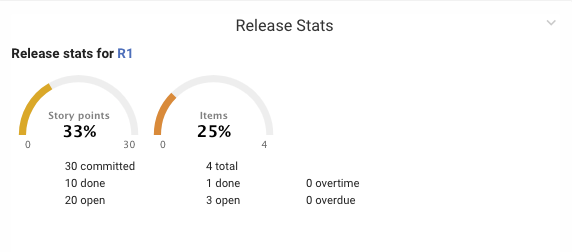 Release Stats
Release stats for R1
Story points
33%
0 30
Items
25%
0 4
30 committed 4 total
10 done 1 done 0 overtime
20 open 3 open 0 overdue